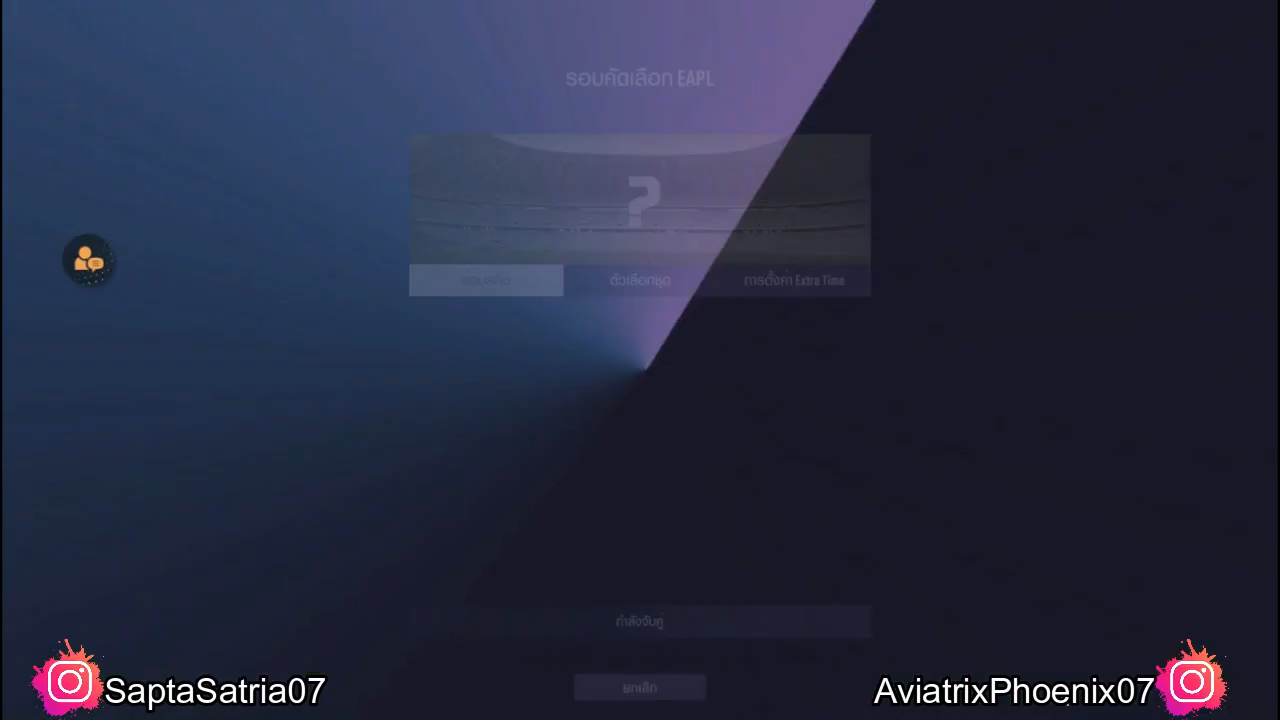 รอบคัดเลือก EAPL
?
ตัวเลือกชุด
การตั้งค่า Extra Time
กำลังจับคู่
ยกเลิก
SaptaSatria07
AviatrixPhoenix07